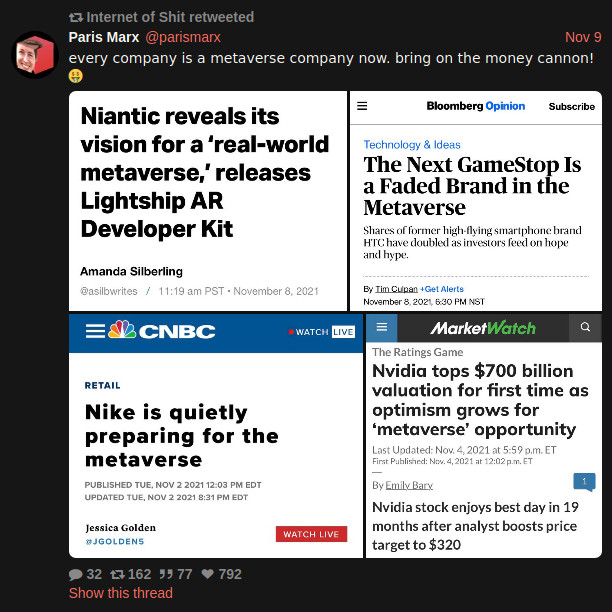 Internet of Shit retweeted
Paris Marx @parismarx Nov 9
every company is a metaverse company now. bring on the money cannon!
🤑
Niantic reveals its
vision for a ‘real-world
metaverse,’ releases
Lightship AR
Developer Kit
Amanda Silberling
@asilbwrites / 11:19 am PST • November 8, 2021
Bloomberg Opinion Subscribe
Technology & Ideas
The Next GameStop Is
a Faded Brand in the
Metaverse
Shares of former high-flying smartphone brand
HTC have doubled as investors feed on hope
and hype.
By Tim Culpan +Get Alerts
November 8, 2021, 6:30 PM NST
CNBC WATCH LIVE
RETAIL
Nike is quietly
preparing for the
metaverse
PUBLISHED TUE, NOV 2 2021 12:03 PM EDT
UPDATED TUE, NOV 2 2021 8:31 PM EDT
Jessica Golden
@JGOLDEN5
WATCH LIVE
MarketWatch
The Ratings Game
Nvidia tops $700 billion
valuation for first time as
optimism grows for
‘metaverse’ opportunity
Last Updated: Nov. 4, 2021 at 5:59 p.m. ET
First Published: Nov. 4, 2021 at 12:02 p.m. ET
By Emily Bary
1
Nvidia stock enjoys best day in 19
months after analyst boosts price
target to $320
32 162 77 792
Show this thread